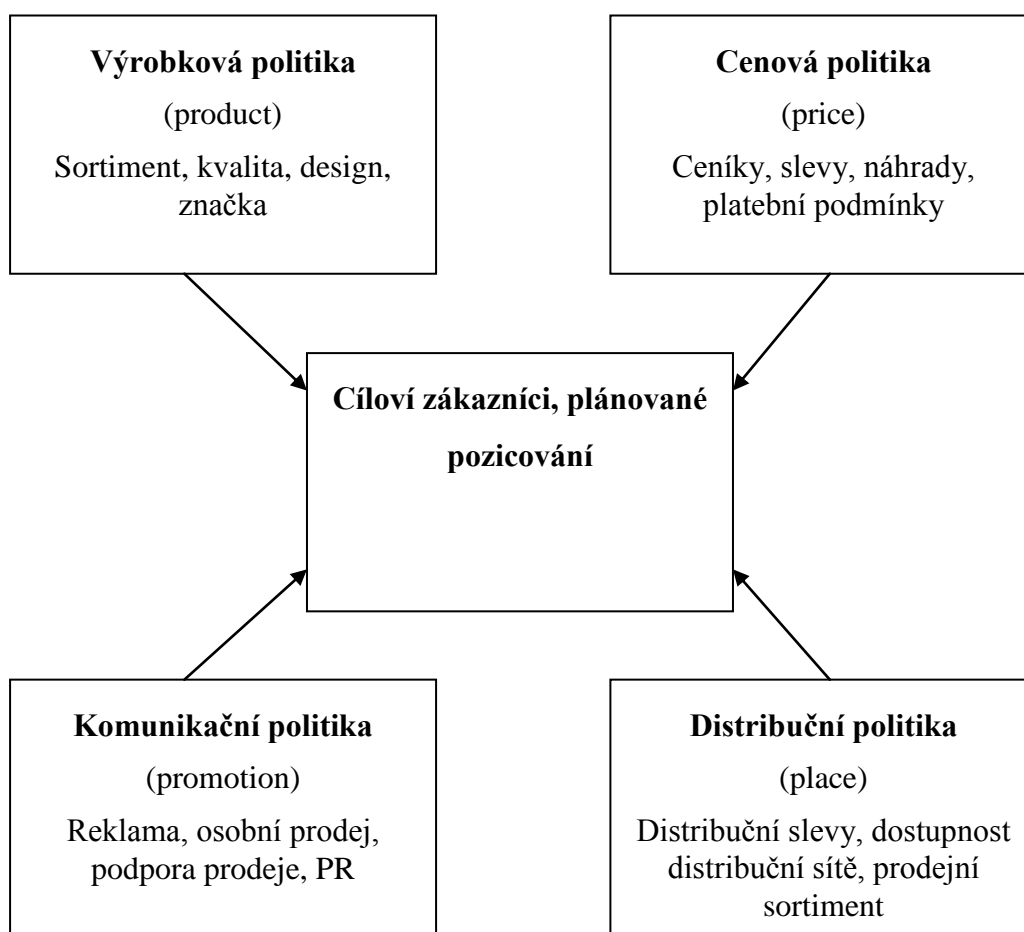 Výrobková politika
(product)
Sortiment, kvalita, design,
značka
Cenová politika
(price)
Ceníky, slevy, náhrady,
platební podmínky
Cíloví zákazníci, plánované
pozicování
Komunikační politika
(promotion)
Reklama, osobní prodej,
podpora prodeje, PR
Distribuční politika
(place)
Distribuční slevy, dostupnost
distribuční sítě, prodejní
sortiment